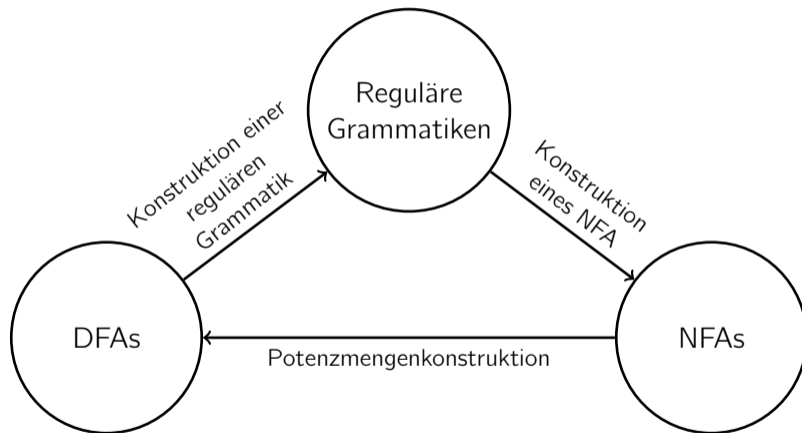 Reguläre
Grammatiken
Konstruktion einer
regulären
Grammatik
Konstruktion
eines NFA
DFAs
NFAs
Potenzmengenkonstruktion